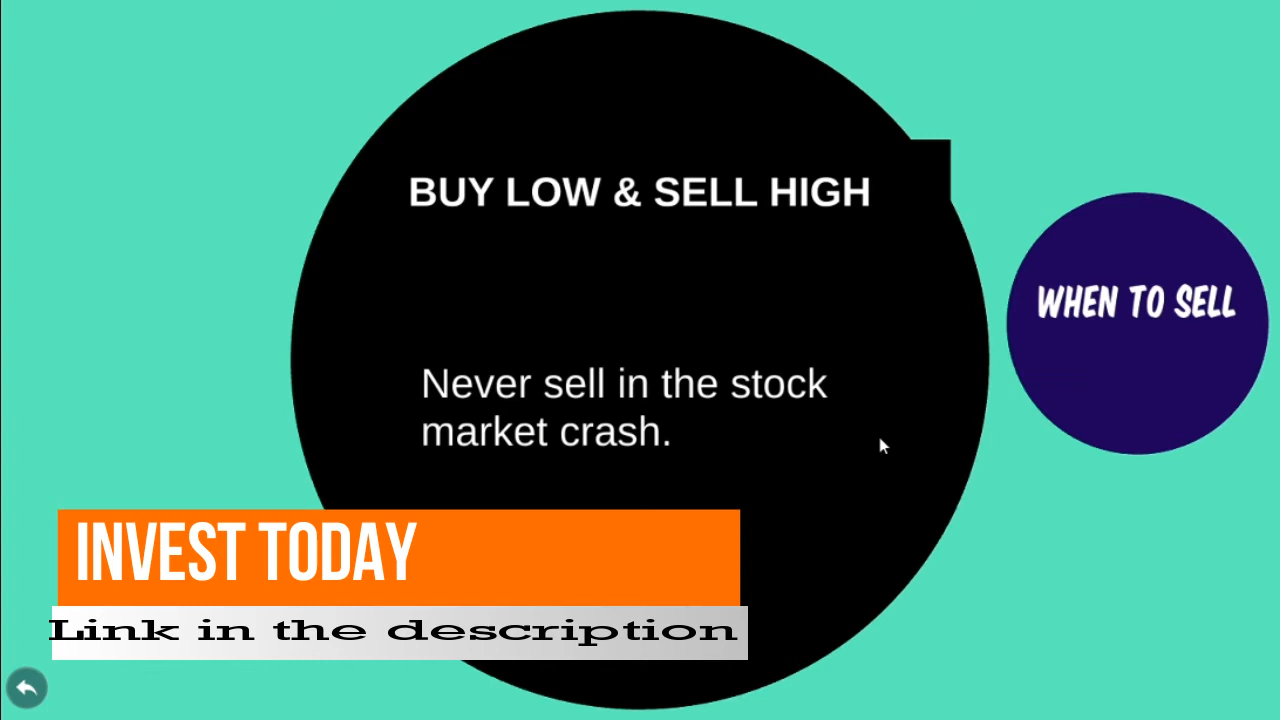 BUY LOW & SELL HIGH
WHEN TO SELL
Never sell in the stock
market crash.
INVEST TODAY
Link in the description